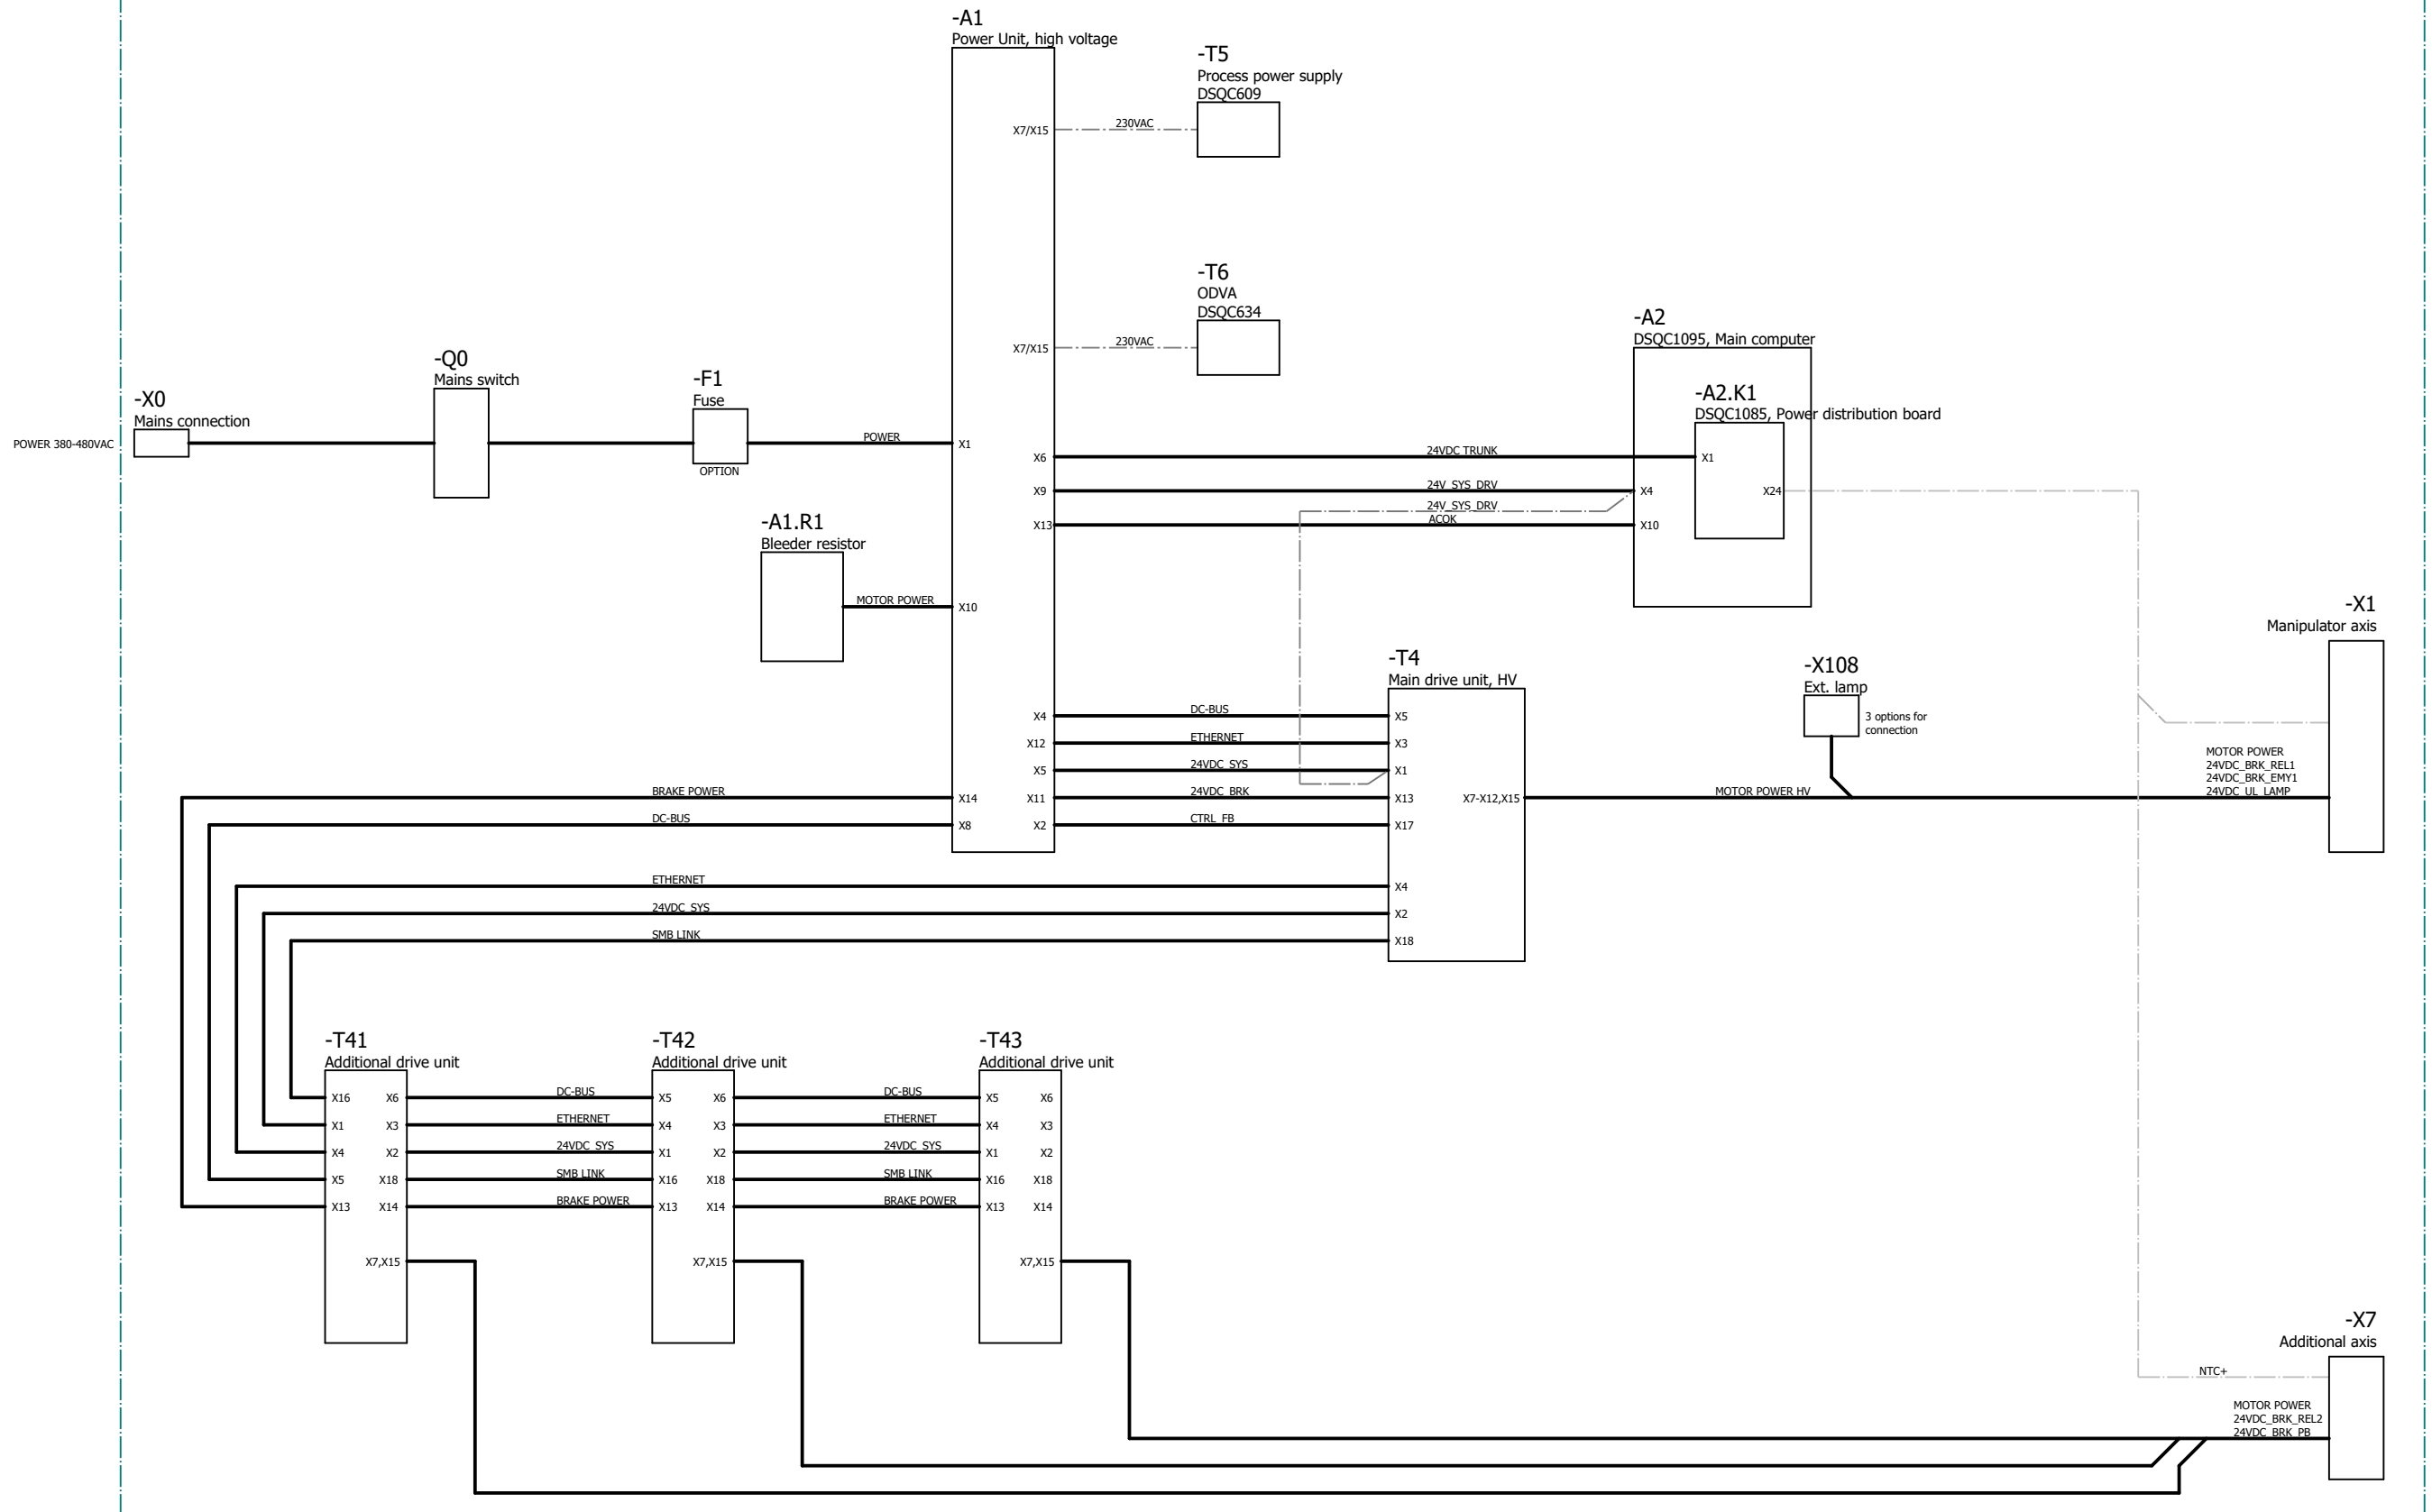 -A1
Power Unit, high voltage
-T5
Process power supply
DSQC609
X7/X15
230VAC
-T6
ODVA
DSQC634
X7/X15
230VAC
-A2
DSQC1095, Main computer
-A2.K1
DSQC1085, Power distribution board
-Q0
Mains switch
-F1
Fuse
OPTION
-X0
Mains connection
POWER 380-480VAC
POWER
X1
X6
24VDC TRUNK
X1
X9
24V_SYS_DRV
X4
X24
24V_SYS_DRV
X13
ACOK
X10
-A1.R1
Bleeder resistor
MOTOR POWER
X10
-X1
Manipulator axis
-T4
Main drive unit, HV
-X108
Ext. lamp
3 options for
connection
X4
DC-BUS
X5
X12
ETHERNET
X3
X5
24VDC_SYS
X1
MOTOR POWER
24VDC_BRK_REL1
24VDC_BRK_EMY1
24VDC_UL_LAMP
BRAKE POWER
X14
X11
24VDC_BRK
X13
X7-X12,X15
MOTOR POWER HV
DC-BUS
X8
X2
CTRL_FB
X17
ETHERNET
X4
24VDC_SYS
X2
SMB LINK
X18
-T41
Additional drive unit
-T42
Additional drive unit
-T43
Additional drive unit
X16
X6
DC-BUS
X5
X6
DC-BUS
X5
X6
X1
X3
ETHERNET
X4
X3
ETHERNET
X4
X3
X4
X2
24VDC_SYS
X1
X2
24VDC_SYS
X1
X2
X5
X18
SMB LINK
X16
X18
SMB LINK
X16
X18
X13
X14
BRAKE POWER
X13
X14
BRAKE POWER
X13
X14
X7,X15
X7,X15
X7,X15
-X7
Additional axis
NTC+
MOTOR POWER
24VDC_BRK_REL2
24VDC_BRK_PB